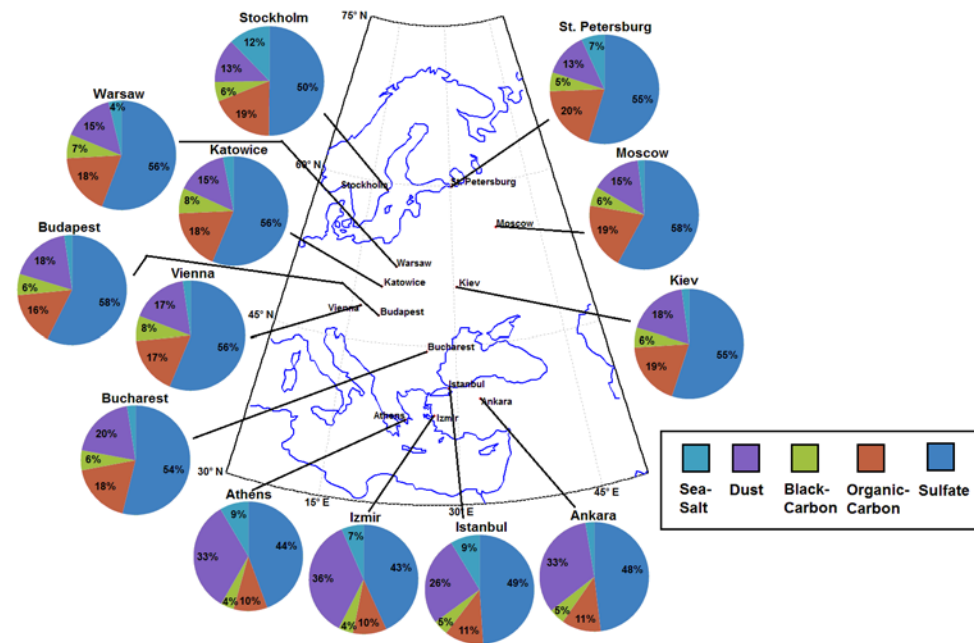 Stockholm
12%
13%
6%
19%
50%
75° N
St. Petersburg
7%
13%
5%
20%
55%
Warsaw
4%
15%
7%
18%
56%
Katowice
15%
8%
18%
56%
60° N
Stockholm
St. Petersburg
Moscow
Moscow
15%
6%
19%
58%
Budapest
18%
6%
16%
58%
Vienna
17%
8%
17%
56%
45° N
Warsaw
Katowice
Kiev
Vienna
Budapest
Bucharest
Istanbul
Ankara
Athens
Izmir
Kiev
18%
6%
19%
55%
Bucharest
20%
6%
18%
54%
30° N
15° E
30° E
45° E
Athens
9%
33%
4%
10%
44%
Izmir
7%
36%
4%
10%
43%
Istanbul
9%
26%
5%
11%
49%
Ankara
33%
5%
11%
48%
Sea-
Salt
Dust
Black-
Carbon
Organic-
Carbon
Sulfate